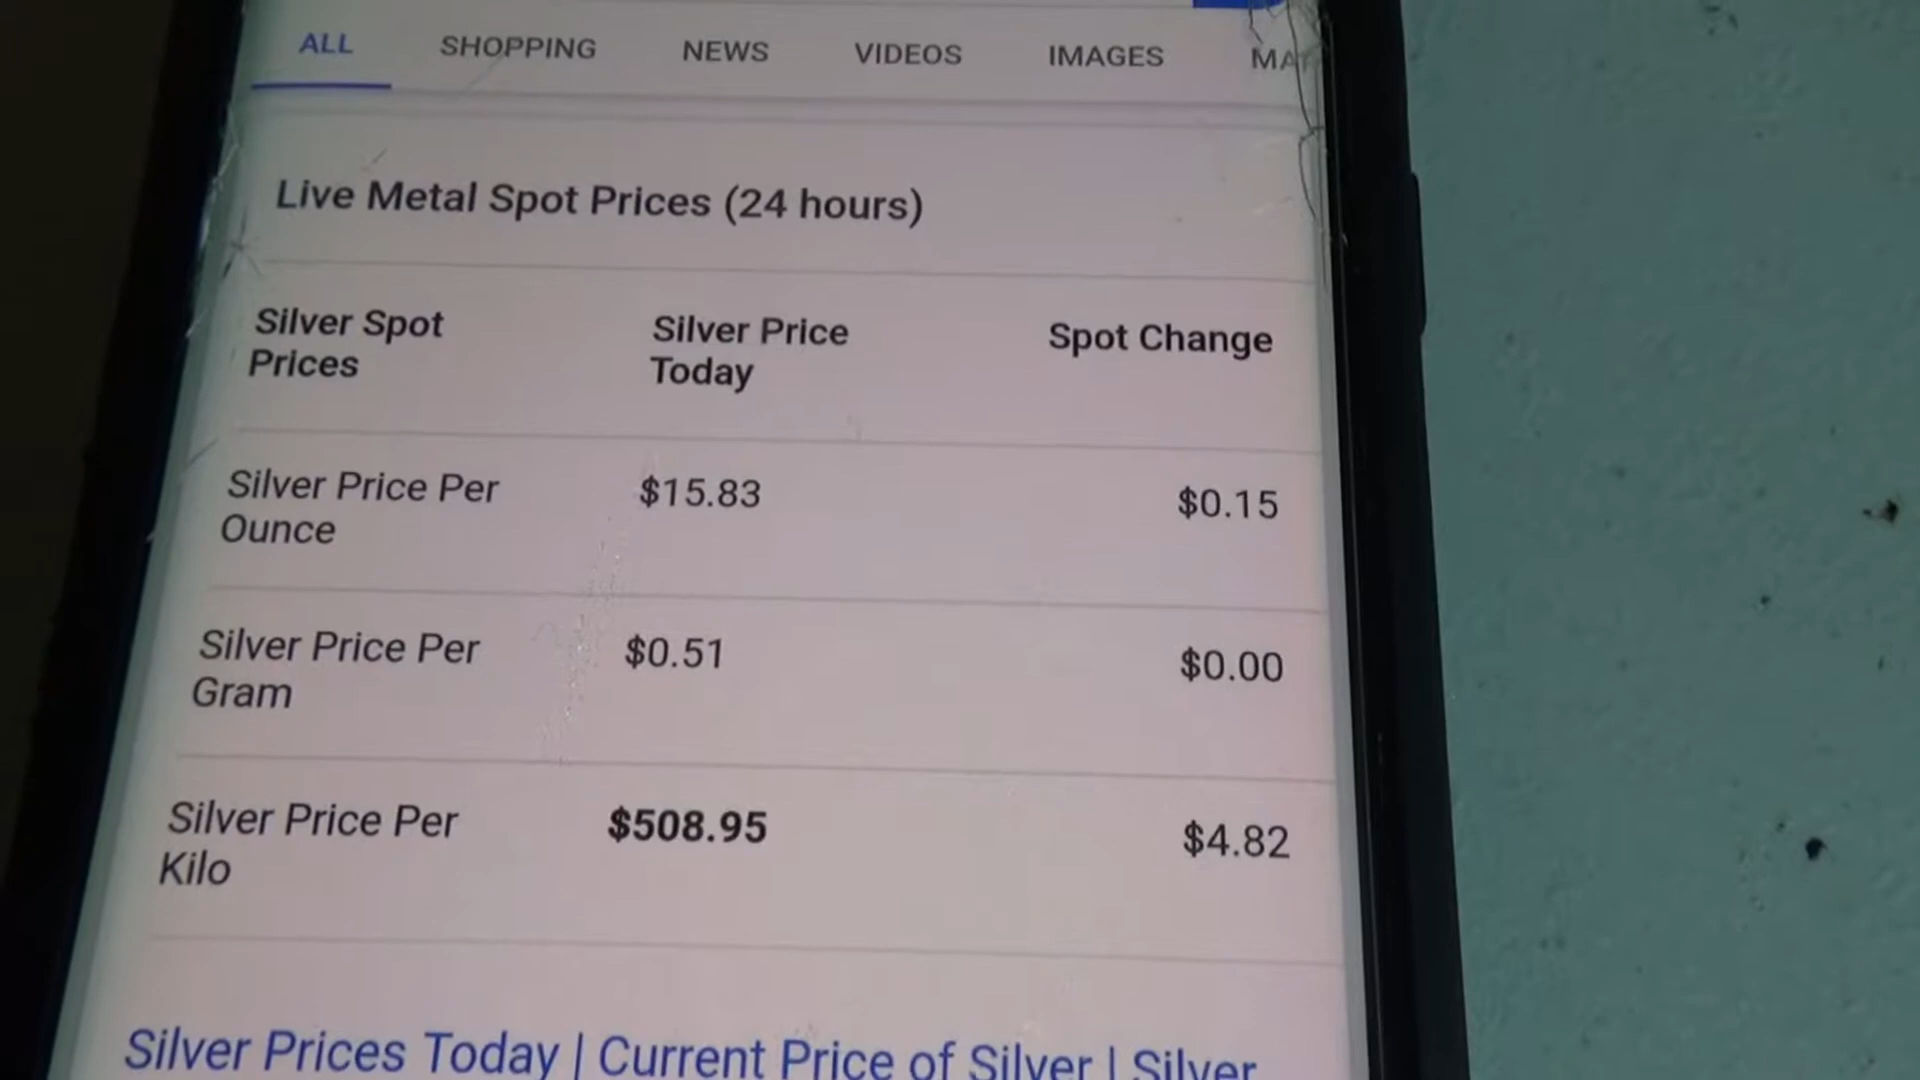 ALL SHOPPING NEWS VIDEOS IMAGES
Live Metal Spot Prices (24 hours)
Silver Spot Prices
Silver Price Today
Spot Change
Silver Price Per Ounce
$15.83
$0.15
Silver Price Per Gram
$0.51
$0.00
Silver Price Per Kilo
$508.95
$4.82
Silver Prices Today | Current Price of Silver | Silver